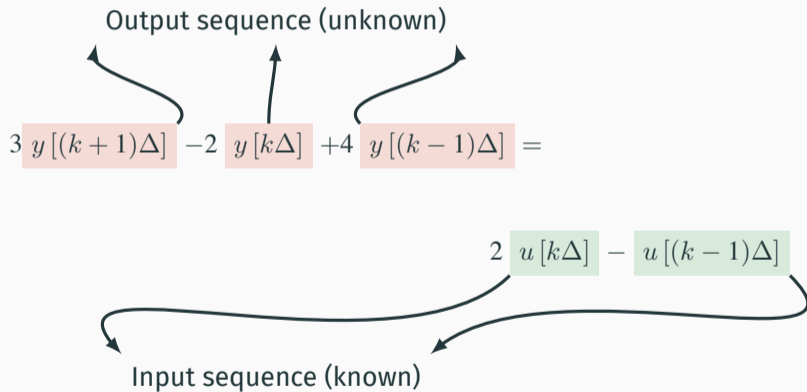 Output sequence (unknown)
3 y[(k + 1)Δ] −2 y[kΔ] +4 y[(k − 1)Δ] =
2 u[kΔ] − u[(k − 1)Δ]
Input sequence (known)